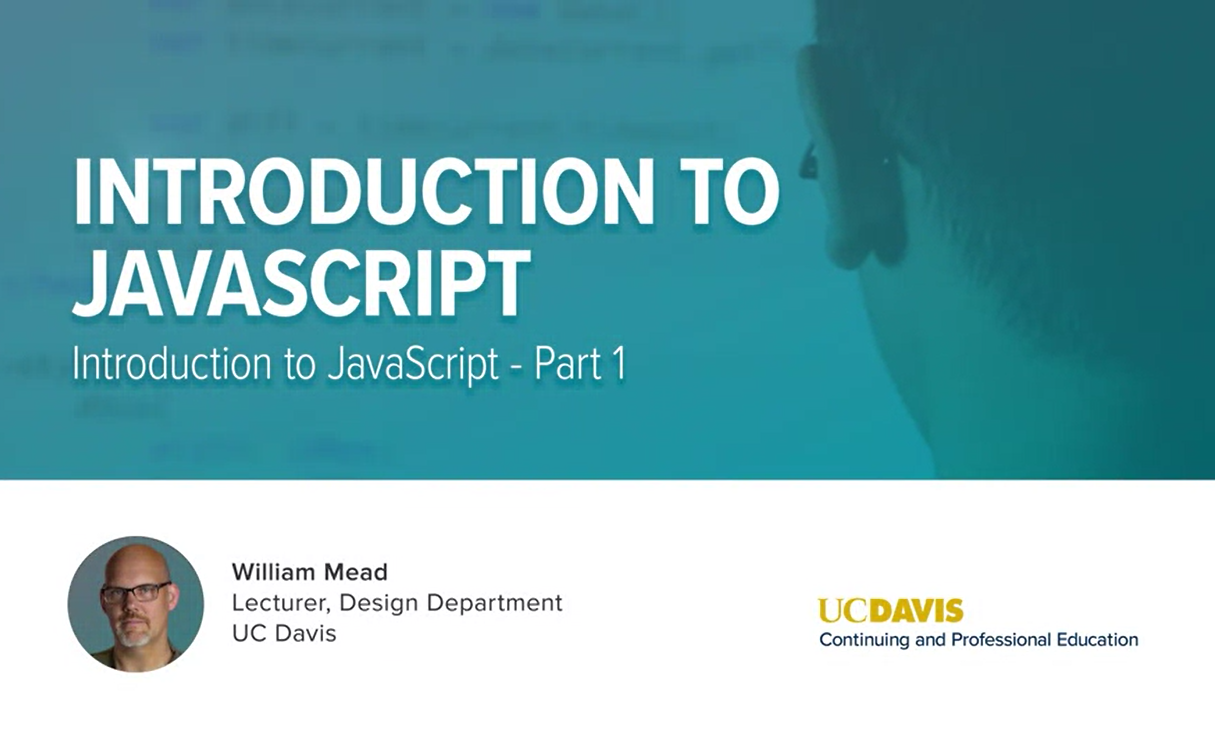 INTRODUCTION TO
JAVASCRIPT
Introduction to JavaScript - Part 1
William Mead
Lecturer, Design Department
UC Davis
UCDAVIS
Continuing and Professional Education